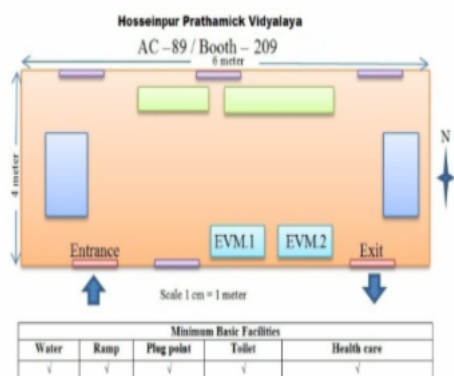 Hosseinpur Prathamick Vidyalaya
AC –89 / Booth – 209
6 meter
4 meter
N
EVM.1 EVM.2
Entrance Exit
Scale 1 cm = 1 meter
Minimum Basic Facilities
Water Ramp Plug point Toilet Health care
√ √ √ √ √